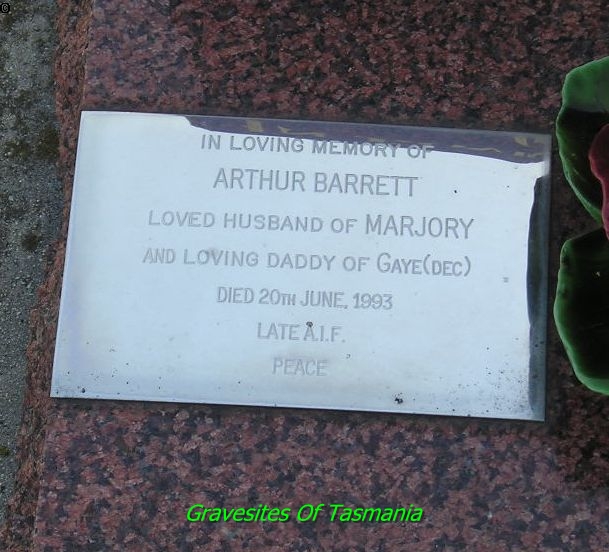 IN LOVING MEMORY OF
ARTHUR BARRETT
LOVED HUSBAND OF MARJORY
AND LOVING DADDY OF GAYE(DEC)
DIED 20TH JUNE, 1993
LATE A.I.F.
PEACE
Gravesites Of Tasmania